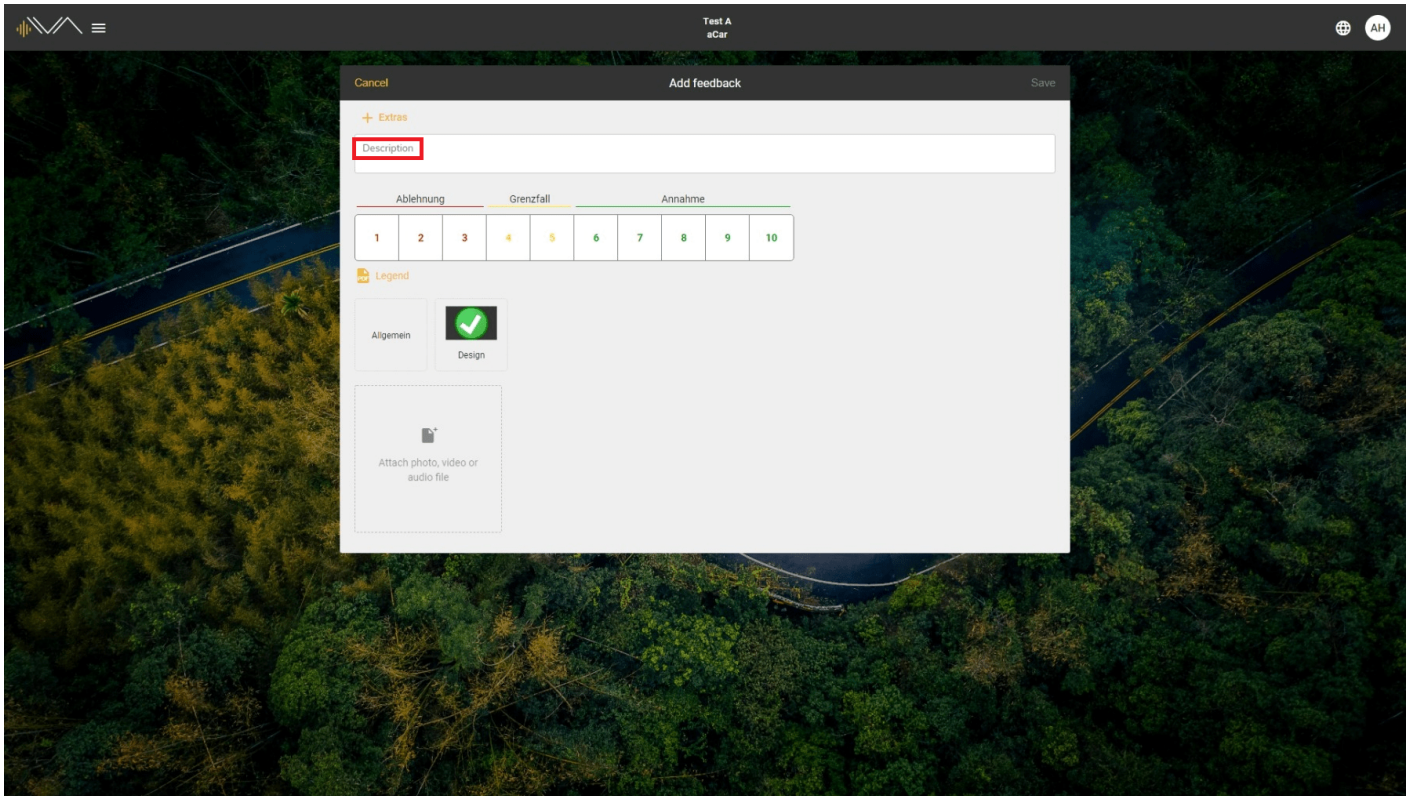 Test A
aCar
AH
Cancel
Add feedback
Save
+ Extras
Description
Ablehnung
Grenzfall
Annahme
1 2 3 4 5 6 7 8 9 10
Legend
Allgemein
Design
Attach photo, video or
audio file